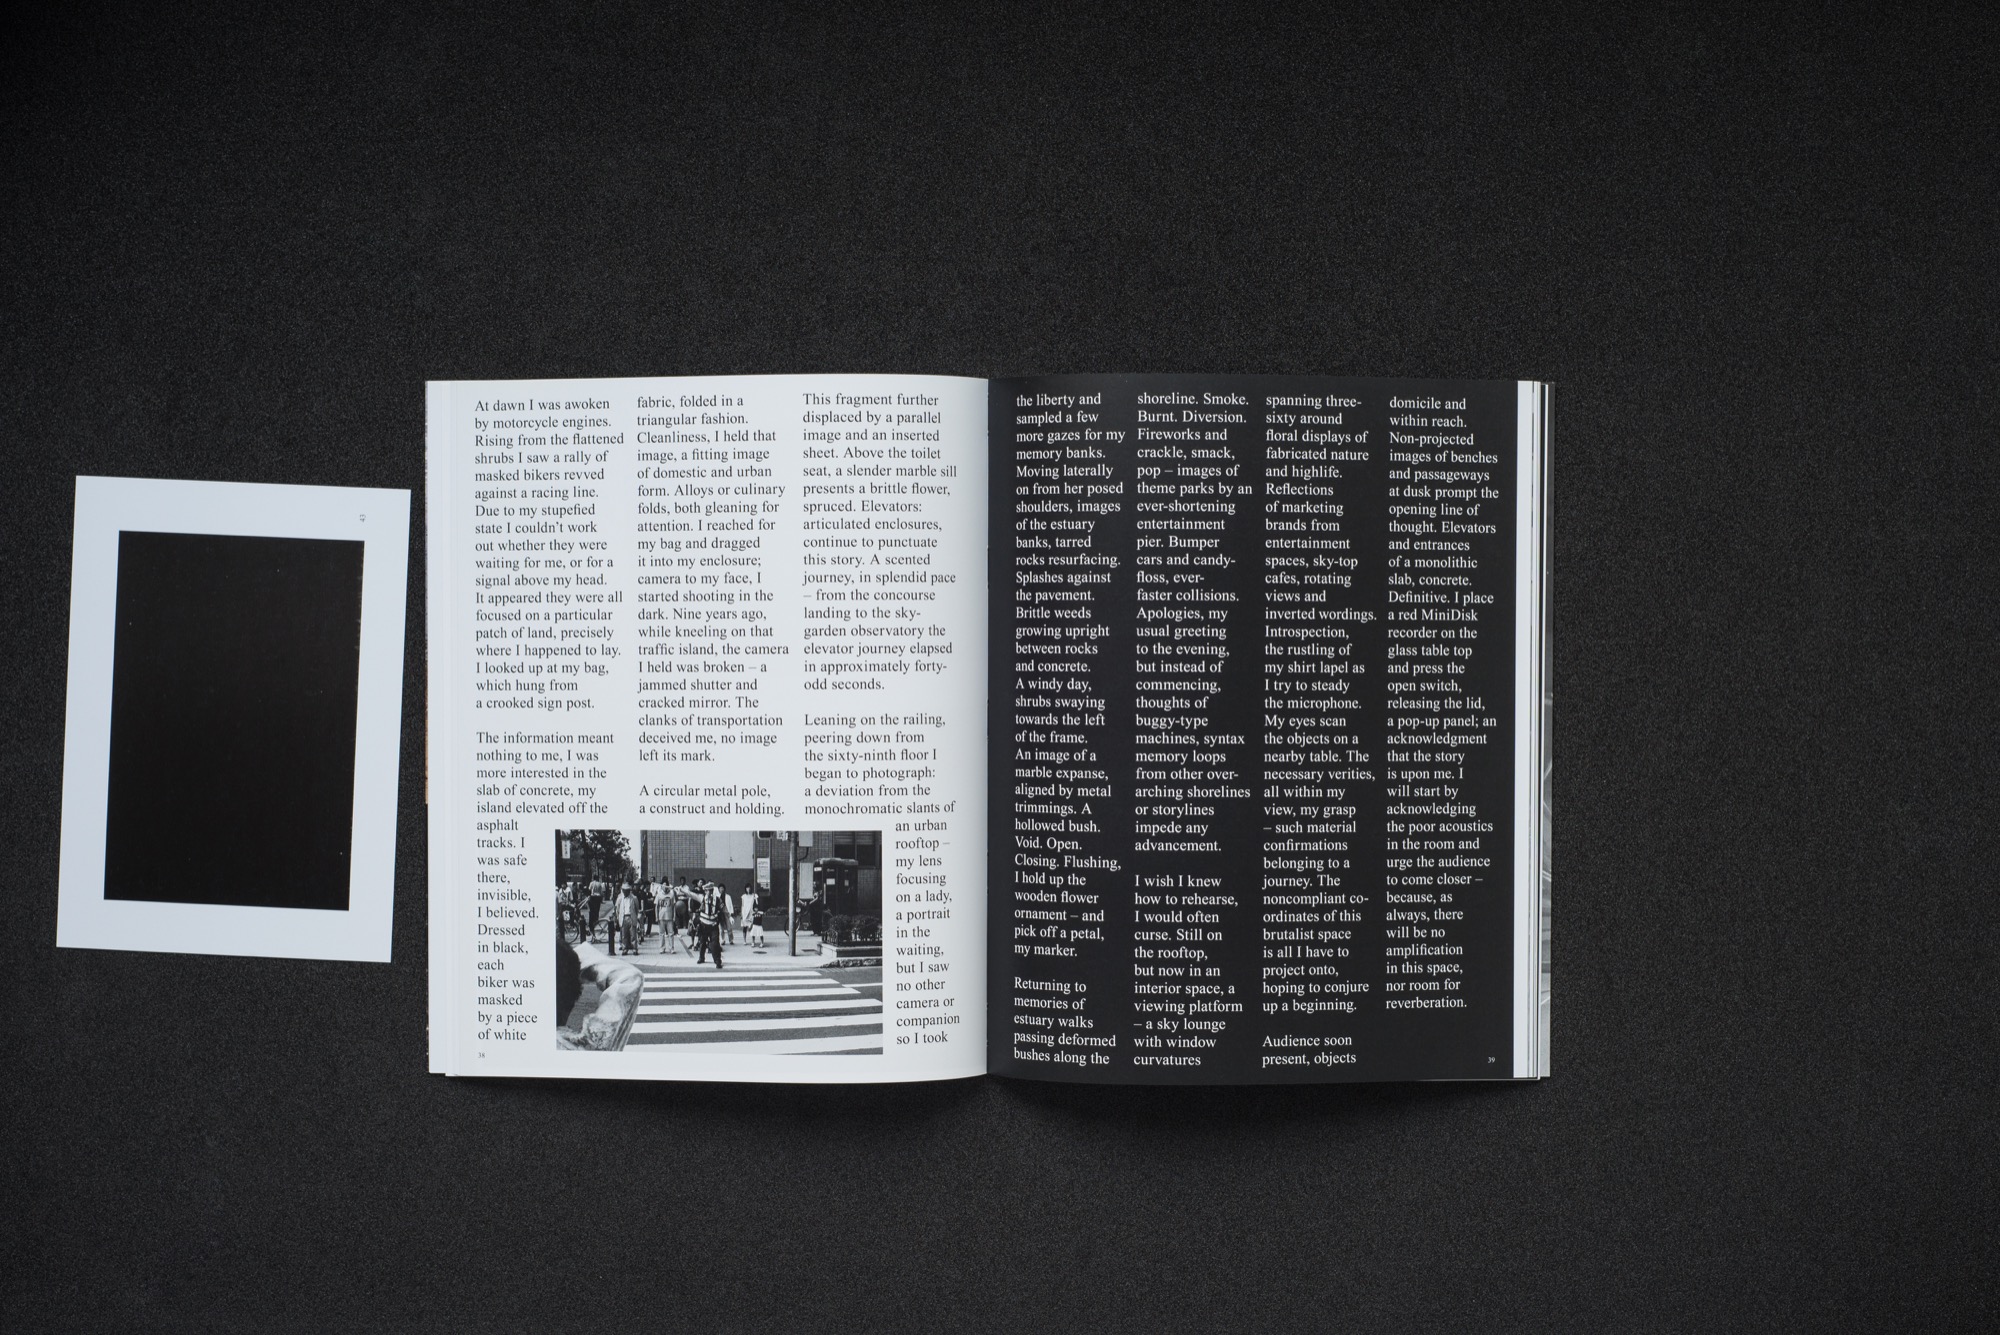 43
At dawn I was awoken
by motorcycle engines.
Rising from the flattened
shrubs I saw a rally of
masked bikers revved
against a racing line.
Due to my stupefied
state I couldn't work
out whether they were
waiting for me, or for a
signal above my head.
It appeared they were all
focused on a particular
patch of land, precisely
where I happened to lay.
I looked up at my bag,
which hung from
a crooked sign post.
The information meant
nothing to me, I was
more interested in the
slab of concrete, my
island elevated off the
asphalt
tracks. I
was safe
there,
invisible,
I believed.
Dressed
in black,
each
biker was
masked
by a piece
of white
38
fabric, folded in a
triangular fashion.
Cleanliness, I held that
image, a fitting image
of domestic and urban
form. Alloys or culinary
folds, both gleaning for
attention. I reached for
my bag and dragged
it into my enclosure;
camera to my face, I
started shooting in the
dark. Nine years ago,
while kneeling on that
traffic island, the camera
I held was broken – a
jammed shutter and
cracked mirror. The
clanks of transportation
deceived me, no image
left its mark.
A circular metal pole,
a construct and holding.
This fragment further
displaced by a parallel
image and an inserted
sheet. Above the toilet
seat, a slender marble sill
presents a brittle flower,
spruced. Elevators:
articulated enclosures,
continue to punctuate
this story. A scented
journey, in splendid pace
– from the concourse
landing to the sky-
garden observatory the
elevator journey elapsed
in approximately forty-
odd seconds.
Leaning on the railing,
peering down from
the sixty-ninth floor I
began to photograph:
a deviation from the
monochromatic slants of
an urban
rooftop –
my lens
focusing
on a lady,
a portrait
in the
waiting,
but I saw
no other
camera or
companion
so I took
the liberty and
sampled a few
more gazes for my
memory banks.
Moving laterally
on from her posed
shoulders, images
of the estuary
banks, tarred
rocks resurfacing.
Splashes against
the pavement.
Brittle weeds
growing upright
between rocks
and concrete.
A windy day,
shrubs swaying
towards the left
of the frame.
An image of a
marble expanse,
aligned by metal
trimmings. A
hollowed bush.
Void. Open.
Closing. Flushing,
I hold up the
wooden flower
ornament – and
pick off a petal,
my marker.
Returning to
memories of
estuary walks
passing deformed
bushes along the
shoreline. Smoke.
Burnt. Diversion.
Fireworks and
crackle, smack,
pop – images of
theme parks by an
ever-shortening
entertainment
pier. Bumper
cars and candy-
floss, ever-
faster collisions.
Apologies, my
usual greeting
to the evening,
but instead of
commencing,
thoughts of
buggy-type
machines, syntax
memory loops
from other over-
arching shorelines
or storylines
impede any
advancement.
I wish I knew
how to rehearse,
I would often
curse. Still on
the rooftop,
but now in an
interior space, a
viewing platform
– a sky lounge
with window
curvatures
spanning three-
sixty around
floral displays of
fabricated nature
and highlife.
Reflections
of marketing
brands from
entertainment
spaces, sky-top
cafes, rotating
views and
inverted wordings.
Introspection,
the rustling of
my shirt lapel as
I try to steady
the microphone.
My eyes scan
the objects on a
nearby table. The
necessary verities,
all within my
view, my grasp
– such material
confirmations
belonging to a
journey. The
noncompliant co-
ordinates of this
brutalist space
is all I have to
project onto,
hoping to conjure
up a beginning.
Audience soon
present, objects
domicile and
within reach.
Non-projected
images of benches
and passageways
at dusk prompt the
opening line of
thought. Elevators
and entrances
of a monolithic
slab, concrete.
Definitive. I place
a red MiniDisk
recorder on the
glass table top
and press the
open switch,
releasing the lid,
a pop-up panel; an
acknowledgment
that the story
is upon me. I
will start by
acknowledging
the poor acoustics
in the room and
urge the audience
to come closer –
because, as
always, there
will be no
amplification
in this space,
nor room for
reverberation.
39